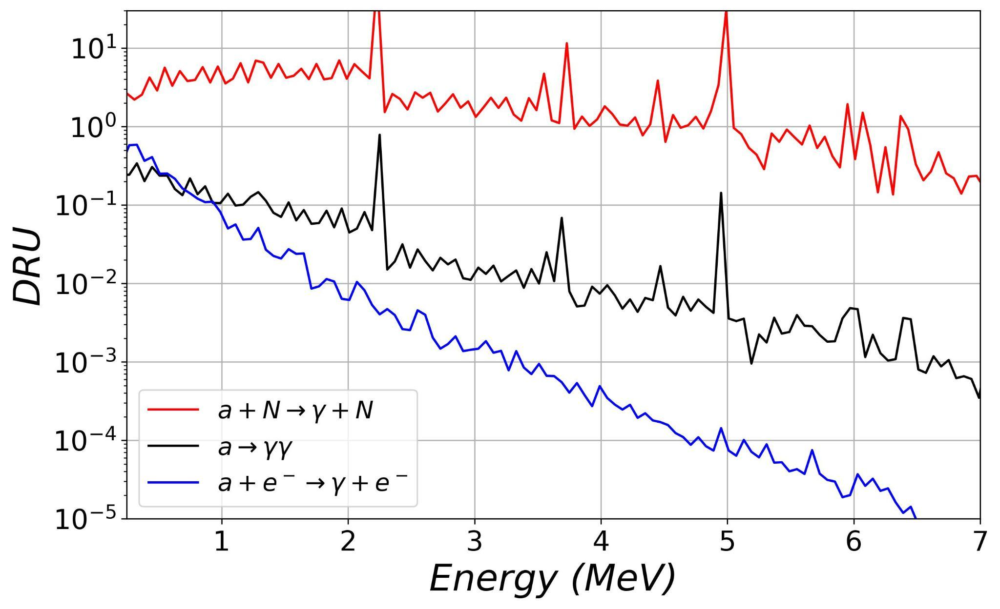 10¹
10⁰
10⁻¹
10⁻²
10⁻³
10⁻⁴
10⁻⁵
DRU
a + N → γ + N
a → γγ
a + e⁻ → γ + e⁻
1 2 3 4 5 6 7
Energy (MeV)